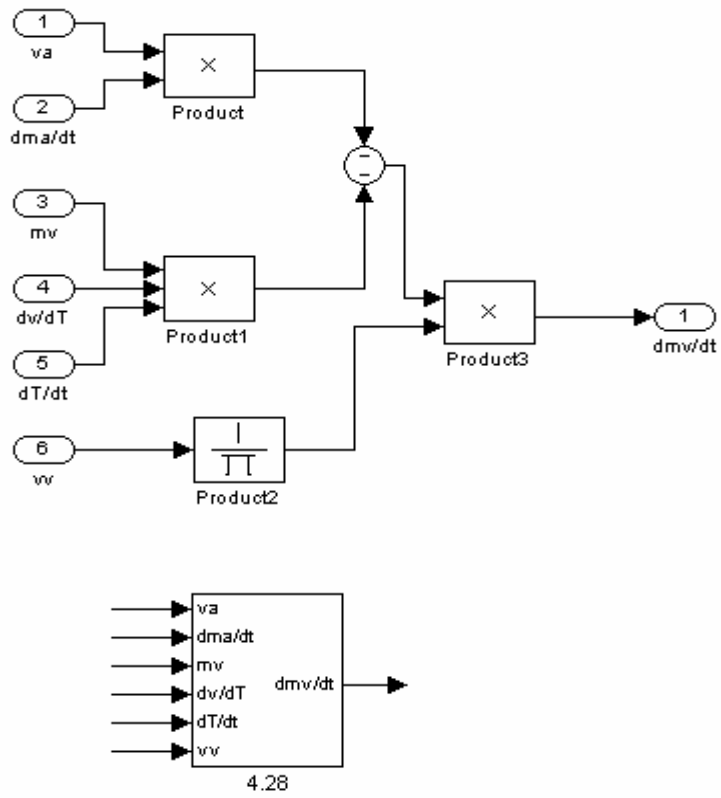 1
va
2
dma/dt
Product
3
mv
4
dv/dT
5
dT/dt
Product1
6
vv
1
Π
Product2
Product3
1
dmv/dt
va
dma/dt
mv
dv/dT
dT/dt
vv
dmv/dt
4.28